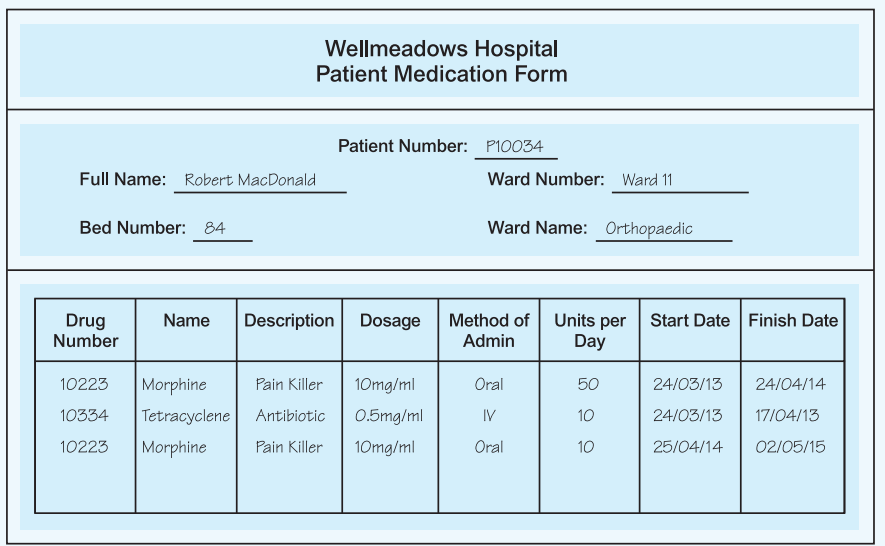 Wellmeadows Hospital
Patient Medication Form
Patient Number: P10034
Full Name: Robert MacDonald Ward Number: Ward 11
Bed Number: 84 Ward Name: Orthopaedic
Drug Number Name Description Dosage Method of Admin Units per Day Start Date Finish Date
10223 Morphine Pain Killer 10mg/ml Oral 50 24/03/13 24/04/14
10334 Tetracyclene Antibiotic 0.5mg/ml IV 10 24/03/13 17/04/13
10223 Morphine Pain Killer 10mg/ml Oral 10 25/04/14 02/05/15